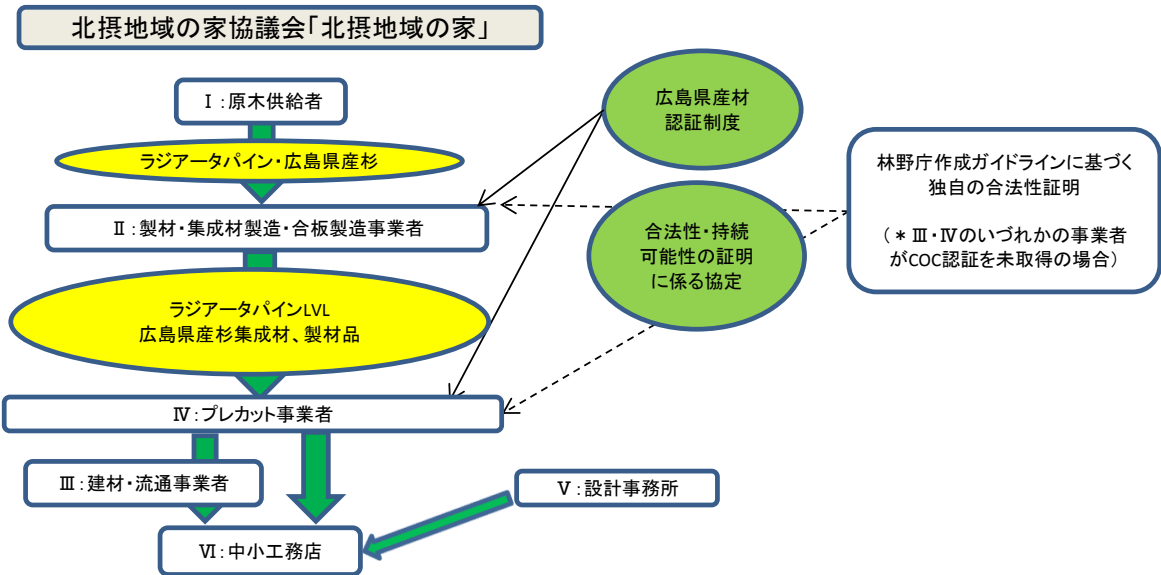 北摂地域の家協議会「北摂地域の家」
Ⅰ：原木供給者
ラジアータパイン・広島県産杉
Ⅱ：製材・集成材製造・合板製造事業者
ラジアータパインLVL
広島県産杉集成材、製材品
Ⅳ：プレカット事業者
Ⅲ：建材・流通事業者
Ⅵ：中小工務店
Ⅴ：設計事務所
広島県産材
認証制度
合法性・持続
可能性の証明
に係る協定
林野庁作成ガイドラインに基づく
独自の合法性証明
（＊Ⅲ・Ⅳのいづれかの事業者
がCOC認証を未取得の場合）